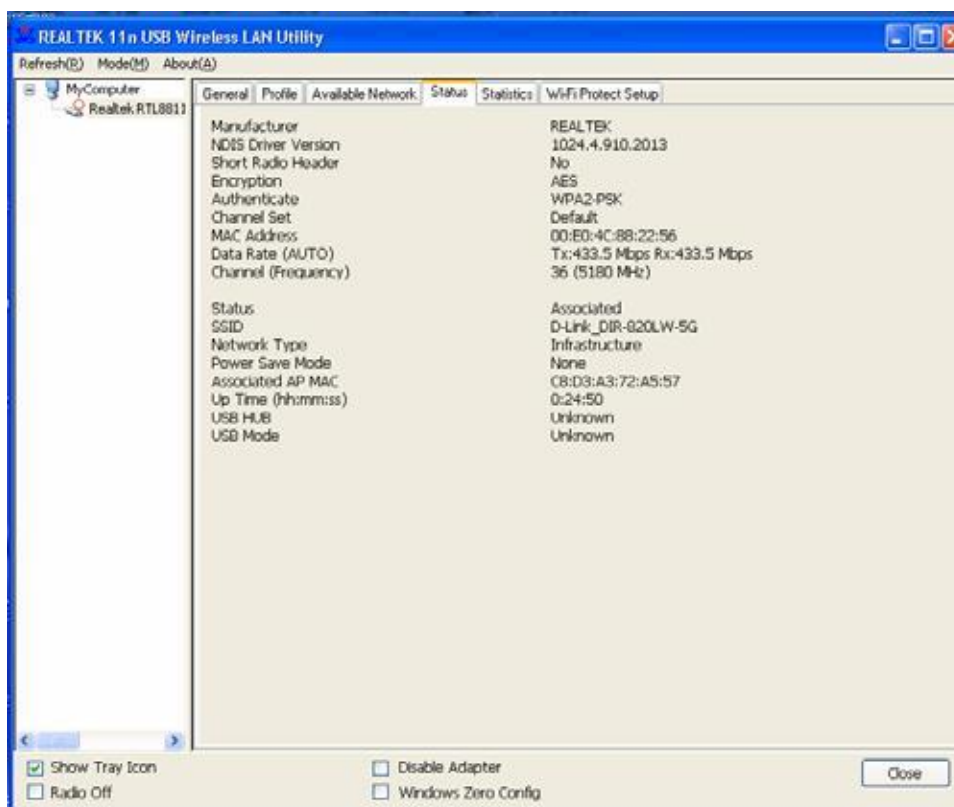 REALTEK 11n USB Wireless LAN Utility
Refresh(R) Mode(M) About(A)
MyComputer
Realtek RTL8811
General Profile Available Network Status Statistics Wi-Fi Protect Setup
Manufacturer REALTEK
NDIS Driver Version 1024.4.910.2013
Short Radio Header No
Encryption AES
Authenticate WPA2-PSK
Channel Set Default
MAC Address 00:E0:4C:88:22:56
Data Rate (AUTO) Tx:433.5 Mbps Rx:433.5 Mbps
Channel (Frequency) 36 (5180 MHz)
Status Associated
SSID D-Link_DIR-820LW-5G
Network Type Infrastructure
Power Save Mode None
Associated AP MAC C8:D3:A3:72:A5:57
Up Time (hh:mm:ss) 0:24:50
USB HUB Unknown
USB Mode Unknown
Show Tray Icon Disable Adapter
Radio Off Windows Zero Config
Close